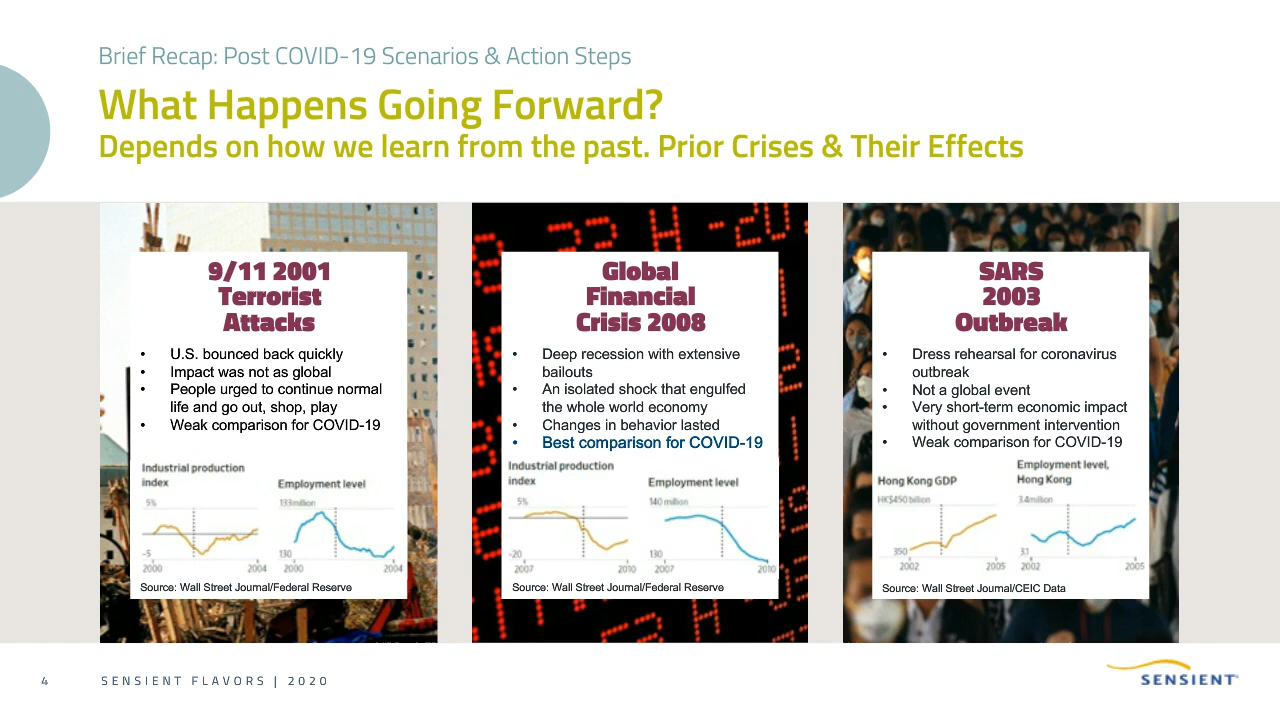 Brief Recap: Post COVID-19 Scenarios & Action Steps
What Happens Going Forward?
Depends on how we learn from the past. Prior Crises & Their Effects
9/11 2001
Terrorist
Attacks
• U.S. bounced back quickly
• Impact was not as global
• People urged to continue normal
life and go out, shop, play
• Weak comparison for COVID-19
Industrial production
index
5%
-5
2000
2004
Employment level
133million
130
2000
2004
Source: Wall Street Journal/Federal Reserve
Global
Financial
Crisis 2008
• Deep recession with extensive
bailouts
• An isolated shock that engulfed
the whole world economy
• Changes in behavior lasted
• Best comparison for COVID-19
Industrial production
index
5%
-20
2007
2010
Employment level
140 million
130
2007
2010
Source: Wall Street Journal/Federal Reserve
SARS
2003
Outbreak
• Dress rehearsal for coronavirus
outbreak
• Not a global event
• Very short-term economic impact
without government intervention
• Weak comparison for COVID-19
Hong Kong GDP
HK$450 billion
350
2002
2005
Employment level,
Hong Kong
3.4million
3.1
2002
2005
Source: Wall Street Journal/CEIC Data
4
SENSIENT FLAVORS | 2020
SENSIENT